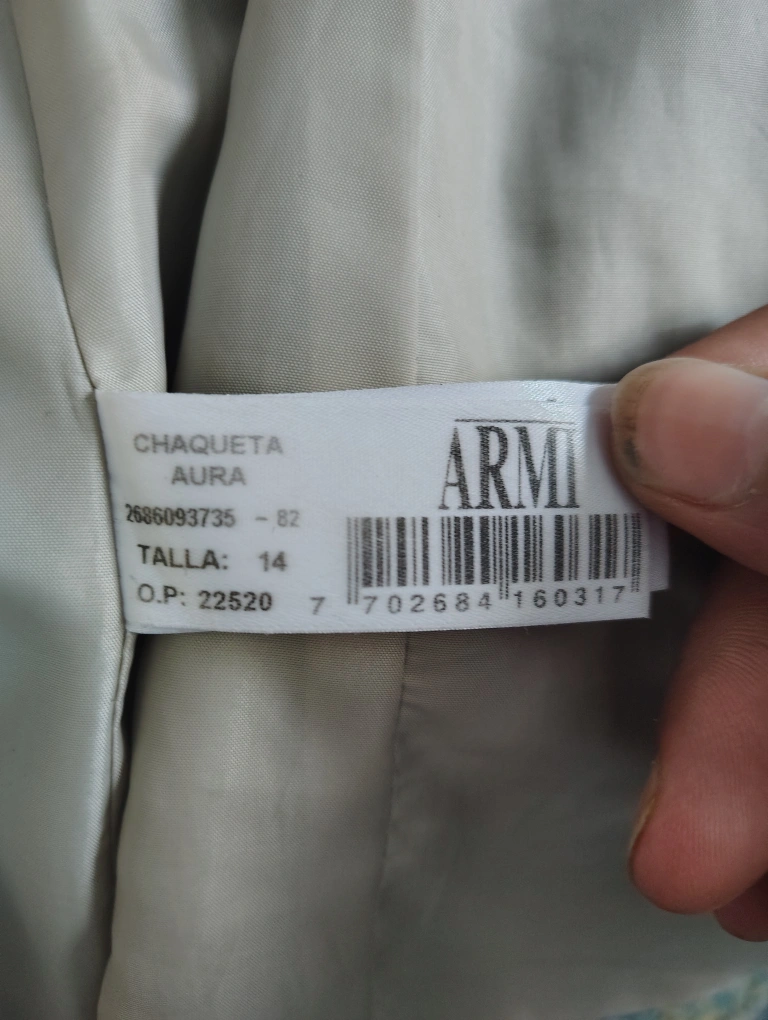 CHAQUETA
AURA
2686093735 - 82
TALLA: 14
O.P: 22520
ARMI
7 702684 160317